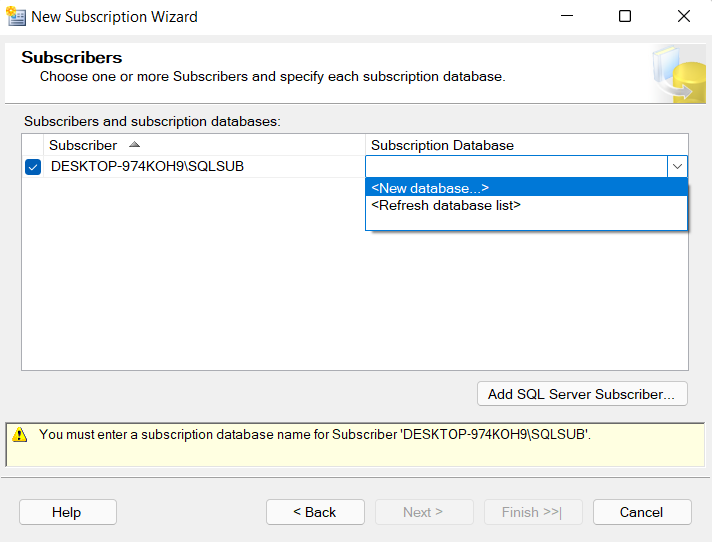 New Subscription Wizard
Subscribers
Choose one or more Subscribers and specify each subscription database.
Subscribers and subscription databases:
Subscriber Subscription Database
DESKTOP-974KOH9\SQLSUB
<New database...>
<Refresh database list>
Add SQL Server Subscriber...
You must enter a subscription database name for Subscriber 'DESKTOP-974KOH9\SQLSUB'.
Help < Back Next > Finish >>| Cancel